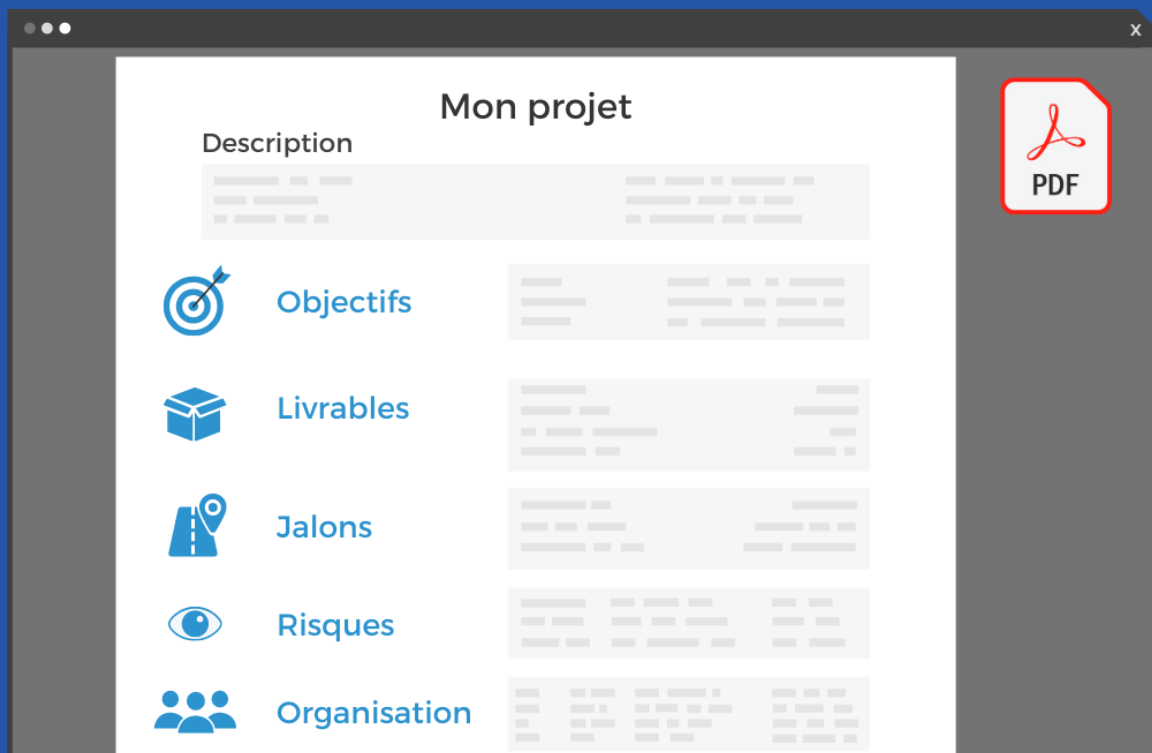 x
Mon projet
PDF
Description
Objectifs
Livrables
Jalons
Risques
Organisation